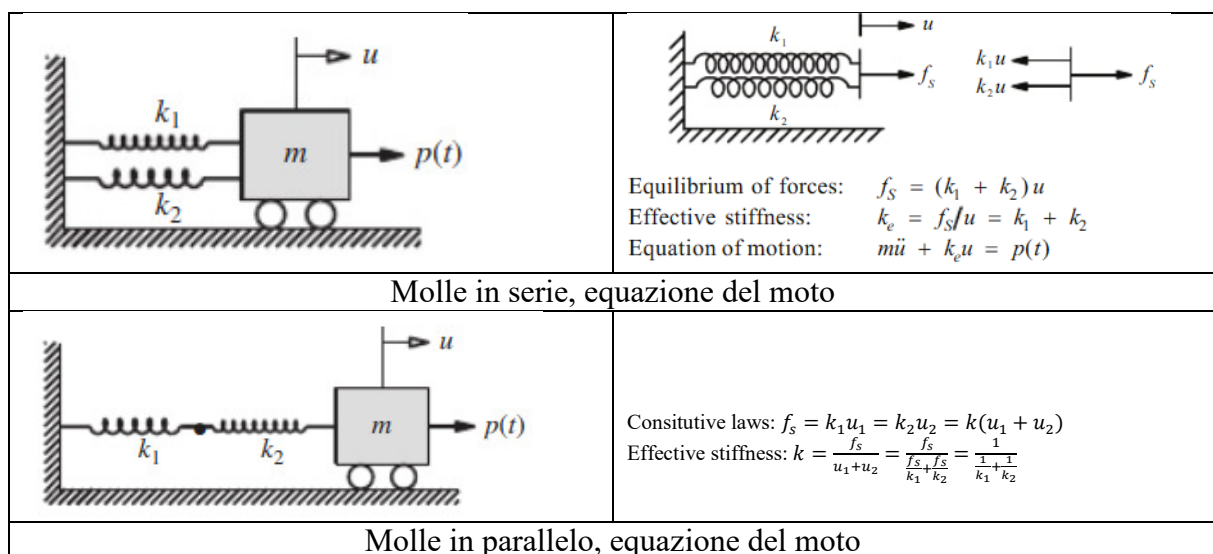 u
k₁
m
p(t)
k₂
u
k₁
fₛ
k₁u
k₂u
fₛ
k₂
Equilibrium of forces: fₛ = (k₁ + k₂)u
Effective stiffness: kₑ = fₛ/u = k₁ + k₂
Equation of motion: mü + kₑu = p(t)
Molle in serie, equazione del moto
u
m
p(t)
k₁
k₂
Consitutive laws: fₛ = k₁u₁ = k₂u₂ = k(u₁ + u₂)
Effective stiffness: k = fₛ/(u₁+u₂) = fₛ/(fₛ/k₁+fₛ/k₂) = 1/(1/k₁+1/k₂)
Molle in parallelo, equazione del moto